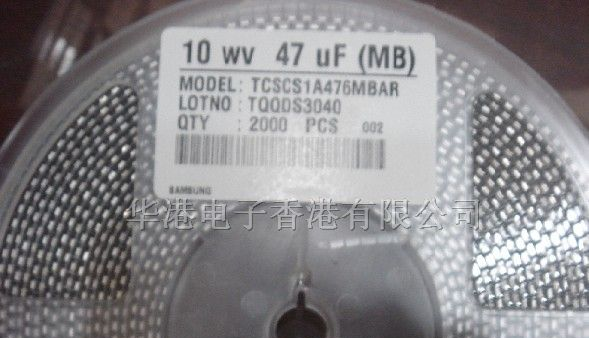 10 wv 47 uF (MB)
MODEL : TCSCS1A476MBAR
LOTNO : TQODS3040
QTY : 2000 PCS 002
SAMSUNG
华港电子香港有限公司